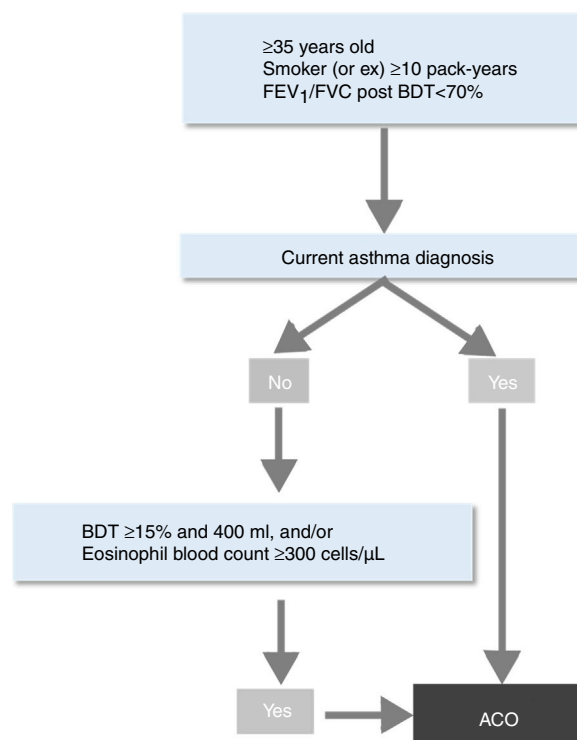 ≥35 years old
Smoker (or ex) ≥10 pack-years
FEV₁/FVC post BDT<70%
Current asthma diagnosis
No
Yes
BDT ≥15% and 400 ml, and/or
Eosinophil blood count ≥300 cells/μL
Yes
ACO